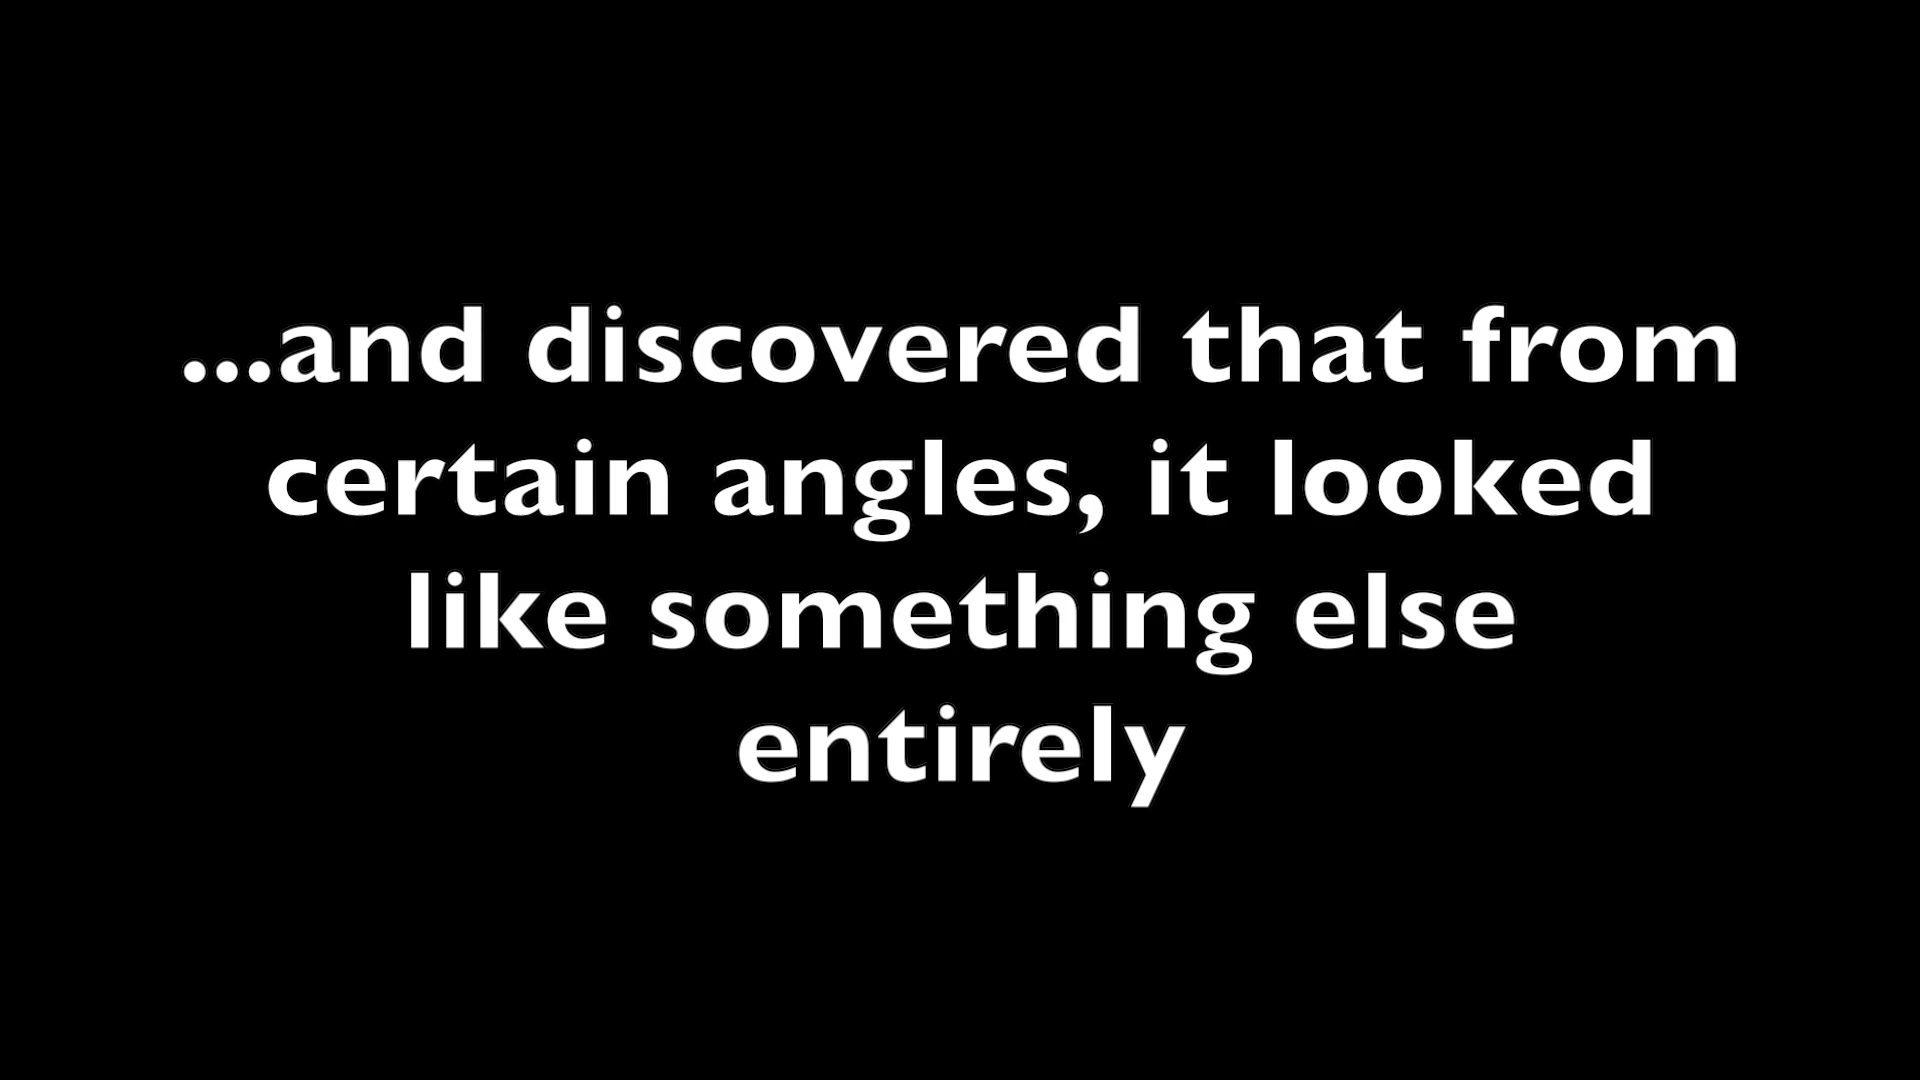 ...and discovered that from
certain angles, it looked
like something else
entirely